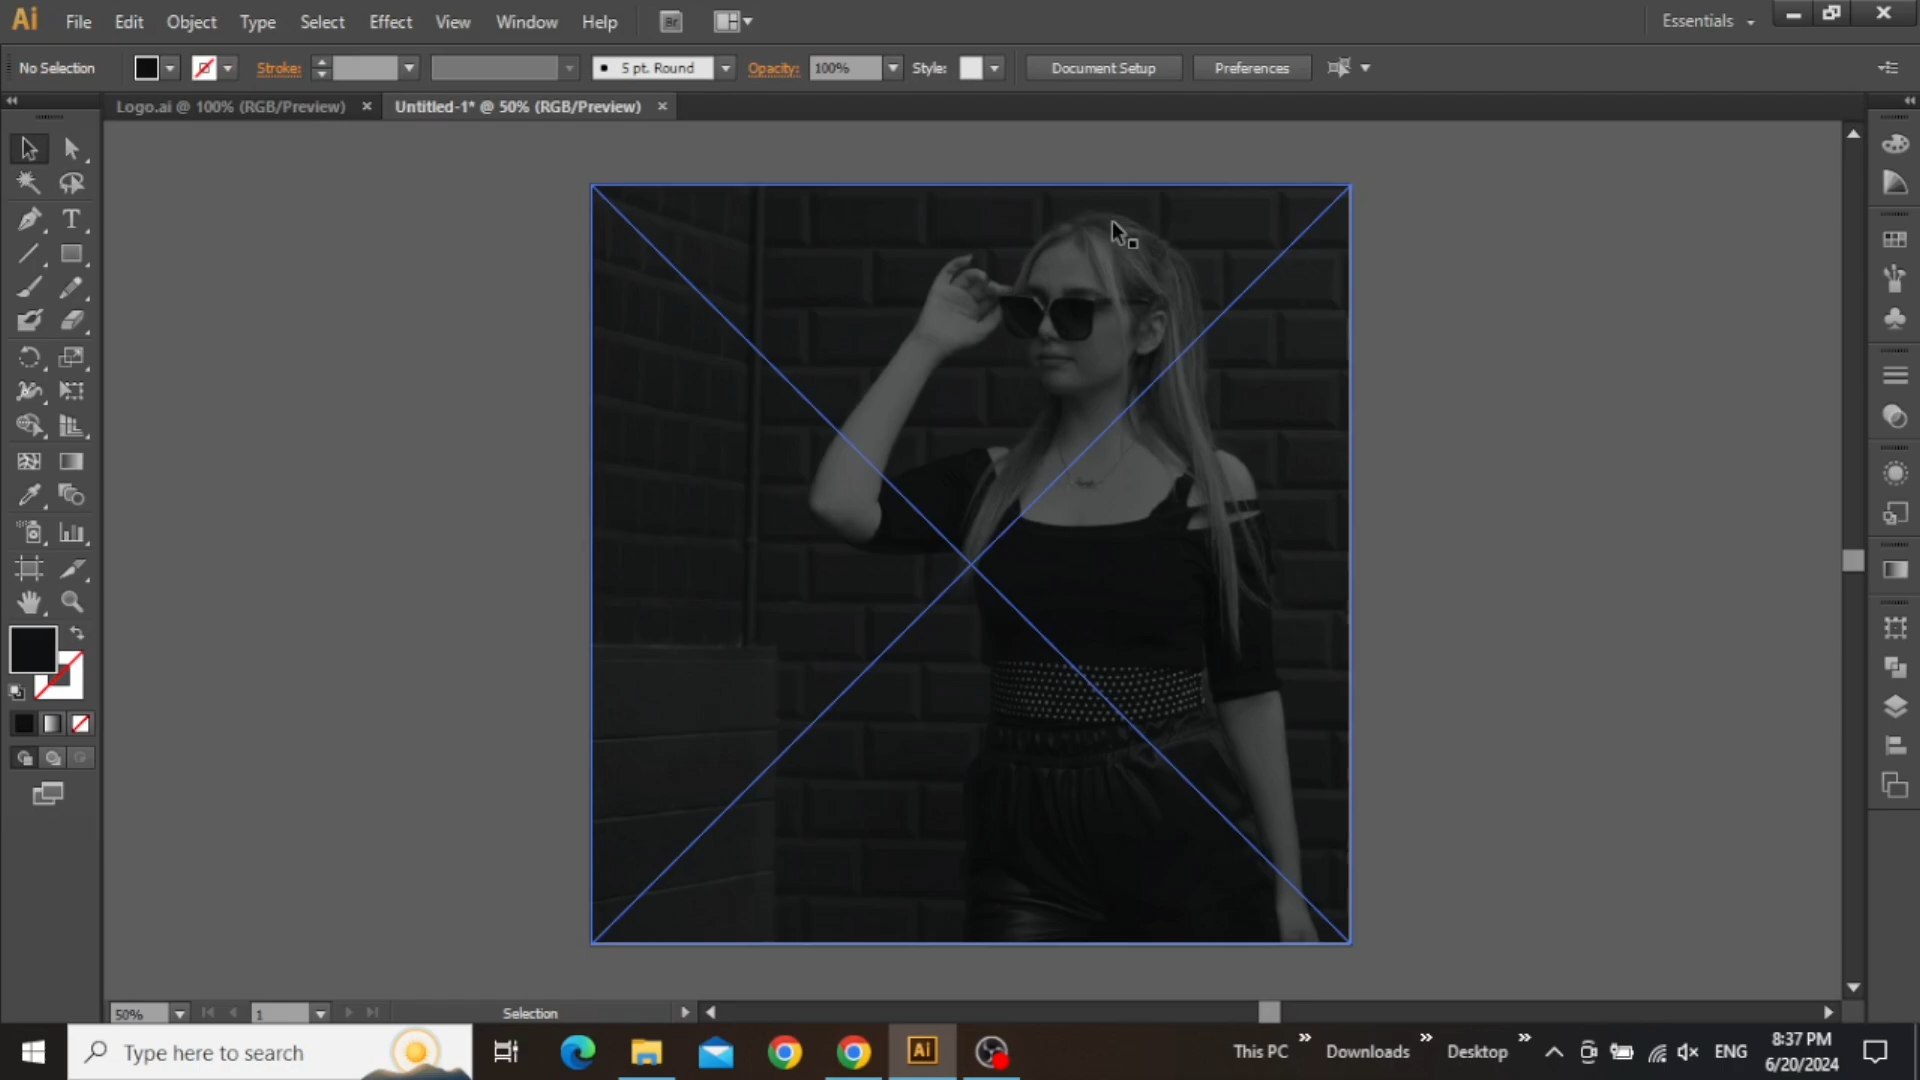 Ai File Edit Object Type Select Effect View Window Help Br Essentials
No Selection Stroke: 5 pt. Round Opacity: 100% Style: Document Setup Preferences
Logo.ai @ 100% (RGB/Preview) Untitled-1* @ 50% (RGB/Preview)
T
50% 1 Selection
Type here to search Ai This PC Downloads Desktop ENG 8:37 PM
6/20/2024